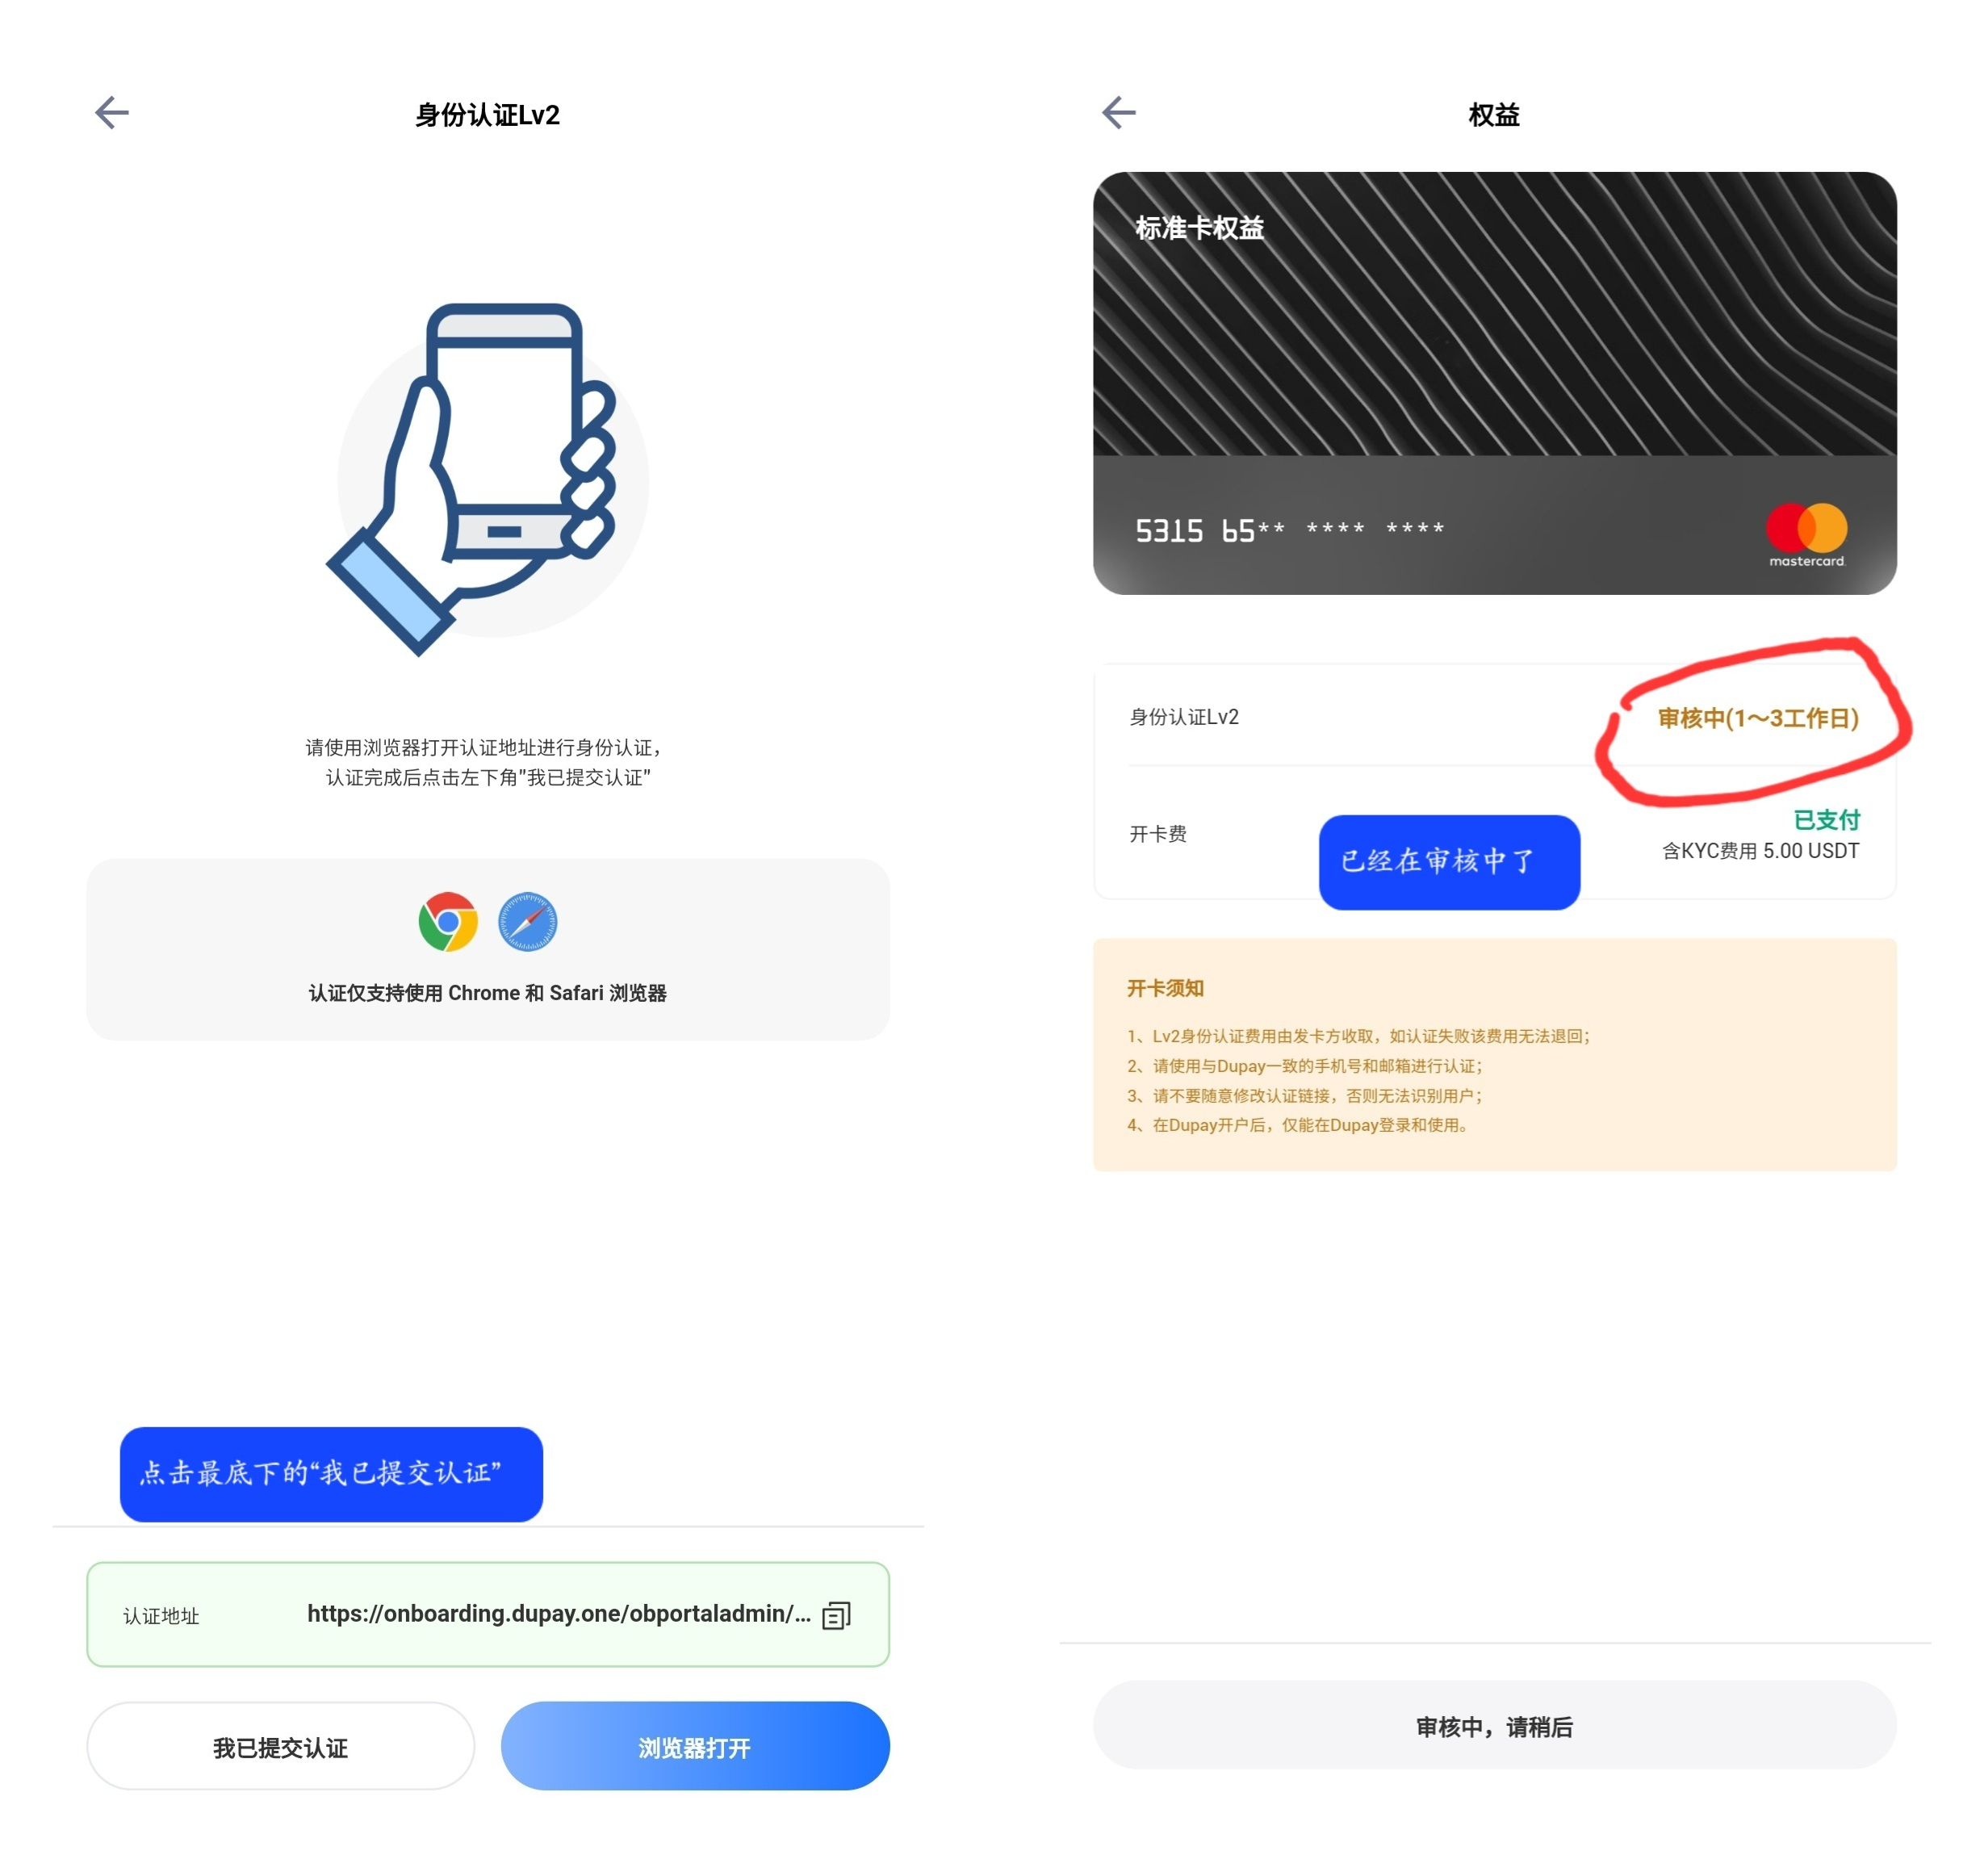 身份认证Lv2
请使用浏览器打开认证地址进行身份认证，
认证完成后点击左下角"我已提交认证"
认证仅支持使用 Chrome 和 Safari 浏览器
点击最底下的“我已提交认证”
认证地址 https://onboarding.dupay.one/obportaladmin/...
我已提交认证
浏览器打开
权益
标准卡权益
5315 65** **** ****
mastercard.
身份认证Lv2 审核中(1～3工作日)
开卡费 已支付
含KYC费用 5.00 USDT
已经在审核中了
开卡须知
1、Lv2身份认证费用由发卡方收取，如认证失败该费用无法退回；
2、请使用与Dupay一致的手机号和邮箱进行认证；
3、请不要随意修改认证链接，否则无法识别用户；
4、在Dupay开户后，仅能在Dupay登录和使用。
审核中，请稍后